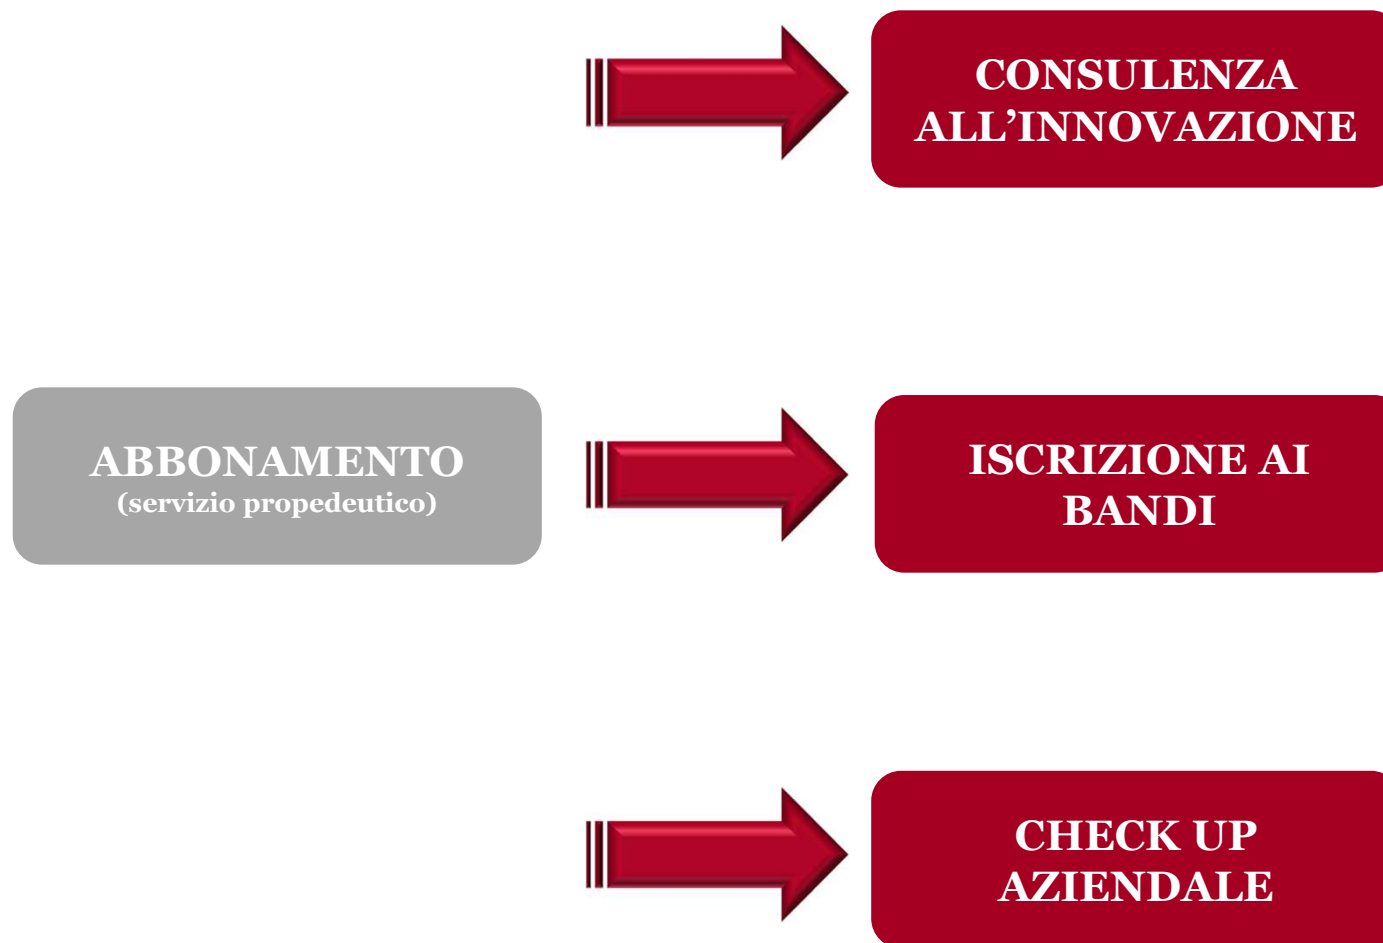 CONSULENZA
ALL’INNOVAZIONE
ABBONAMENTO
(servizio propedeutico)
ISCRIZIONE AI
BANDI
CHECK UP
AZIENDALE